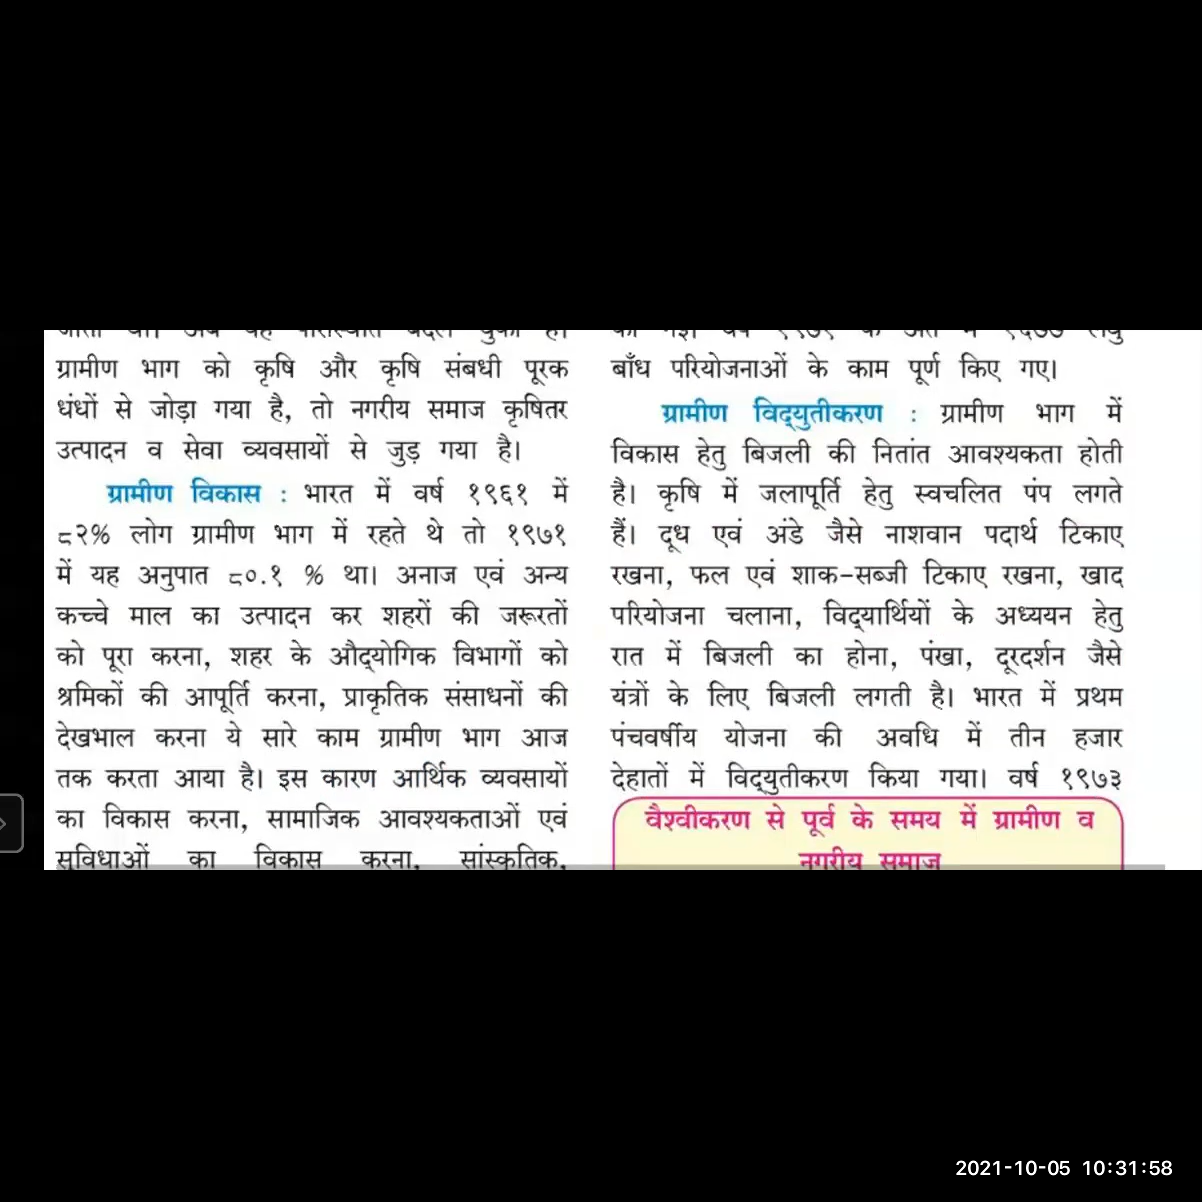 ग्रामीण भाग को कृषि और कृषि संबधी पूरक
धंधों से जोड़ा गया है, तो नगरीय समाज कृषितर
उत्पादन व सेवा व्यवसायों से जुड़ गया है।
ग्रामीण विकास : भारत में वर्ष १९६१ में
८२% लोग ग्रामीण भाग में रहते थे तो १९७१
में यह अनुपात ८०.१ % था। अनाज एवं अन्य
कच्चे माल का उत्पादन कर शहरों की जरूरतों
को पूरा करना, शहर के औद्योगिक विभागों को
श्रमिकों की आपूर्ति करना, प्राकृतिक संसाधनों की
देखभाल करना ये सारे काम ग्रामीण भाग आज
तक करता आया है। इस कारण आर्थिक व्यवसायों
का विकास करना, सामाजिक आवश्यकताओं एवं
सुविधाओं का विकास करना, सांस्कृतिक,
बाँध परियोजनाओं के काम पूर्ण किए गए।
ग्रामीण विद्युतीकरण : ग्रामीण भाग में
विकास हेतु बिजली की नितांत आवश्यकता होती
है। कृषि में जलापूर्ति हेतु स्वचलित पंप लगते
हैं। दूध एवं अंडे जैसे नाशवान पदार्थ टिकाए
रखना, फल एवं शाक-सब्जी टिकाए रखना, खाद
परियोजना चलाना, विद्यार्थियों के अध्ययन हेतु
रात में बिजली का होना, पंखा, दूरदर्शन जैसे
यंत्रों के लिए बिजली लगती है। भारत में प्रथम
पंचवर्षीय योजना की अवधि में तीन हजार
देहातों में विद्युतीकरण किया गया। वर्ष १९७३
वैश्वीकरण से पूर्व के समय में ग्रामीण व
नगरीय समाज
2021-10-05 10:31:58